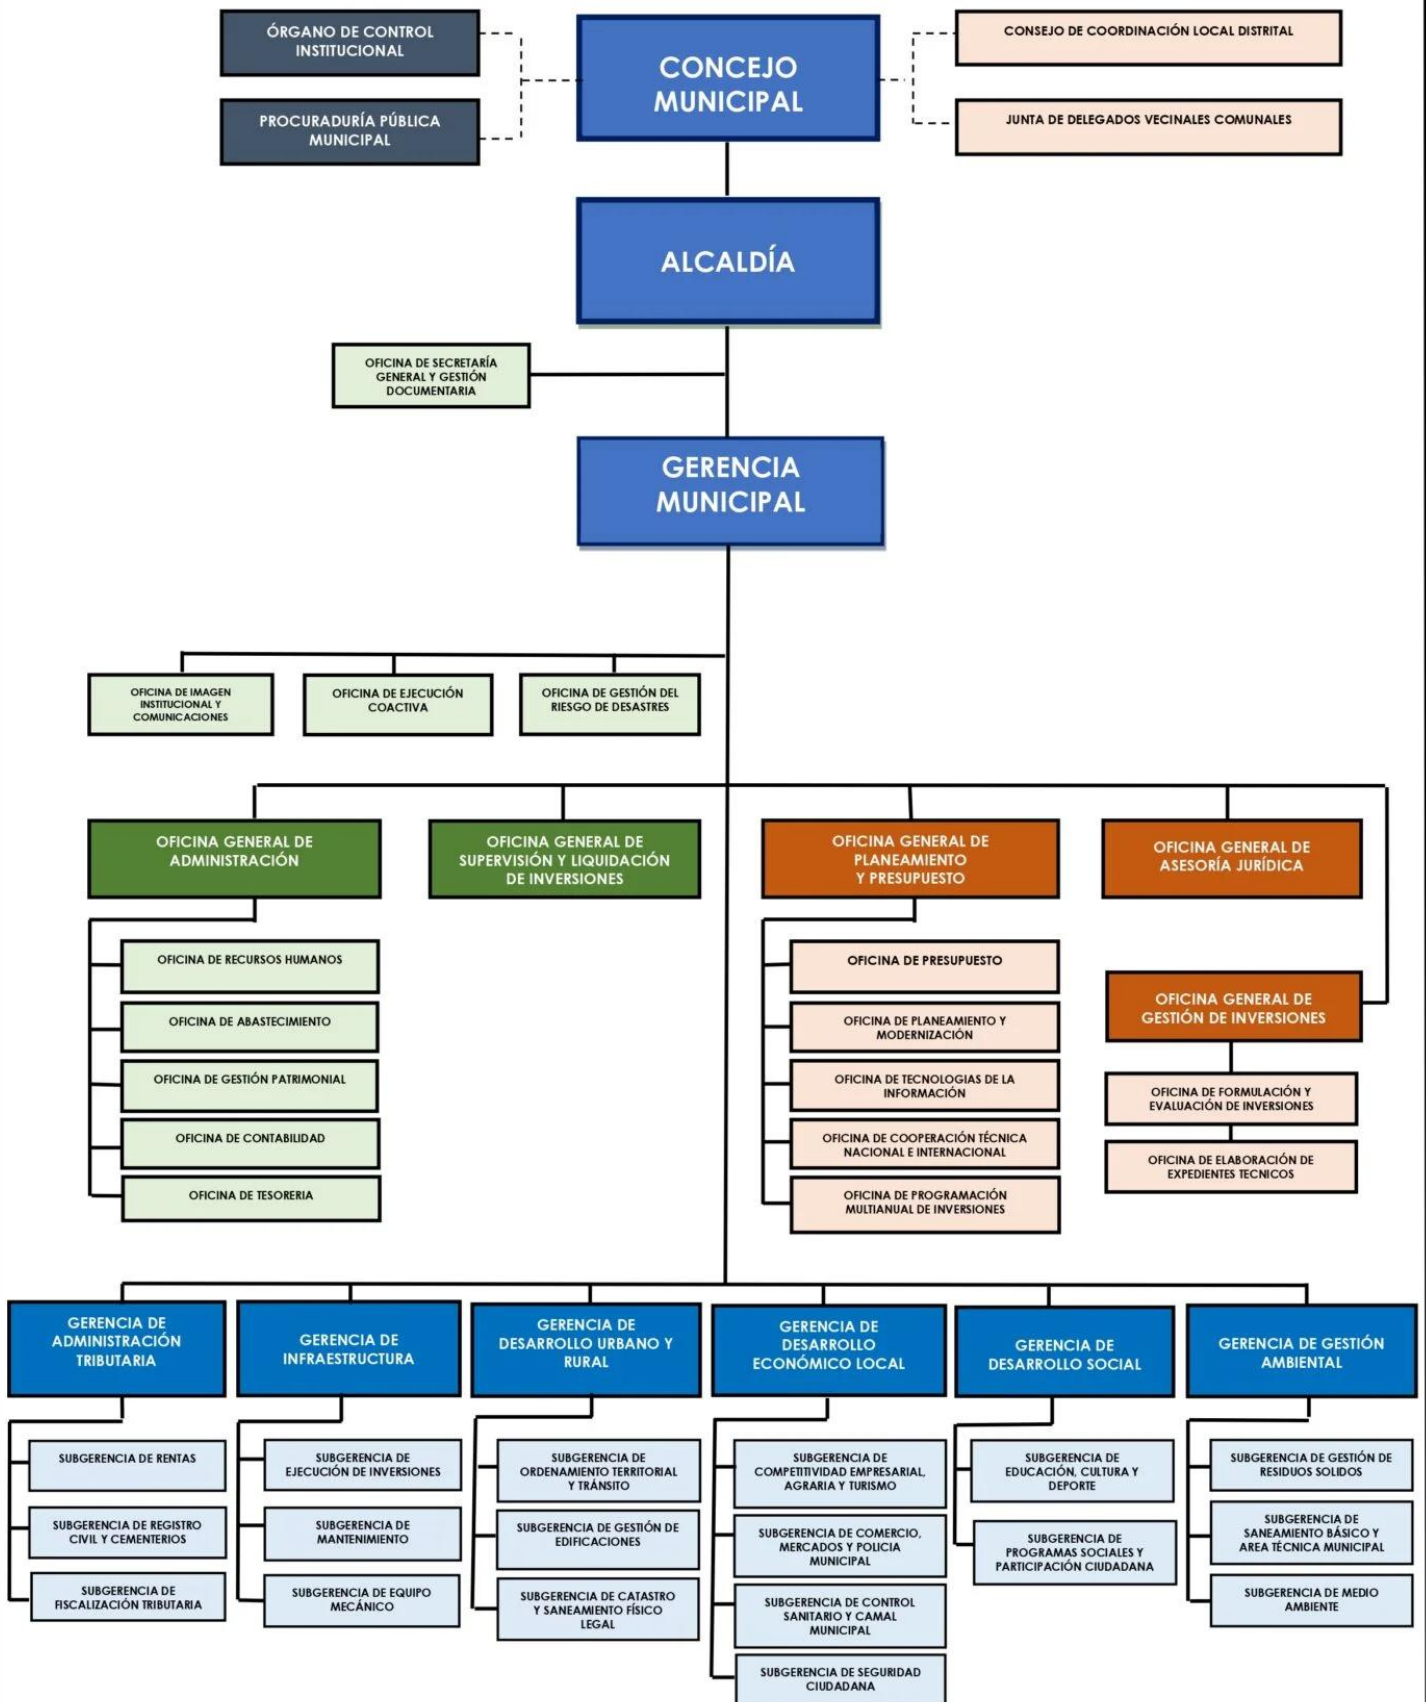 ÓRGANO DE CONTROL
INSTITUCIONAL
PROCURADURÍA PÚBLICA
MUNICIPAL
CONCEJO
MUNICIPAL
CONSEJO DE COORDINACIÓN LOCAL DISTRITAL
JUNTA DE DELEGADOS VECINALES COMUNALES
ALCALDÍA
OFICINA DE SECRETARÍA
GENERAL Y GESTIÓN
DOCUMENTARIA
GERENCIA
MUNICIPAL
OFICINA DE IMAGEN
INSTITUCIONAL Y
COMUNICACIONES
OFICINA DE EJECUCIÓN
COACTIVA
OFICINA DE GESTIÓN DEL
RIESGO DE DESASTRES
OFICINA GENERAL DE
ADMINISTRACIÓN
OFICINA GENERAL DE
SUPERVISIÓN Y LIQUIDACIÓN
DE INVERSIONES
OFICINA GENERAL DE
PLANEAMIENTO
Y PRESUPUESTO
OFICINA GENERAL DE
ASESORÍA JURÍDICA
OFICINA DE RECURSOS HUMANOS
OFICINA DE ABASTECIMIENTO
OFICINA DE GESTIÓN PATRIMONIAL
OFICINA DE CONTABILIDAD
OFICINA DE TESORERIA
OFICINA DE PRESUPUESTO
OFICINA DE PLANEAMIENTO Y
MODERNIZACIÓN
OFICINA DE TECNOLOGIAS DE LA
INFORMACIÓN
OFICINA DE COOPERACIÓN TÉCNICA
NACIONAL E INTERNACIONAL
OFICINA DE PROGRAMACIÓN
MULTIANUAL DE INVERSIONES
OFICINA GENERAL DE
GESTIÓN DE INVERSIONES
OFICINA DE FORMULACIÓN Y
EVALUACIÓN DE INVERSIONES
OFICINA DE ELABORACIÓN DE
EXPEDIENTES TECNICOS
GERENCIA DE
ADMINISTRACIÓN
TRIBUTARIA
GERENCIA DE
INFRAESTRUCTURA
GERENCIA DE
DESARROLLO URBANO Y
RURAL
GERENCIA DE
DESARROLLO
ECONÓMICO LOCAL
GERENCIA DE
DESARROLLO SOCIAL
GERENCIA DE GESTIÓN
AMBIENTAL
SUBGERENCIA DE RENTAS
SUBGERENCIA DE REGISTRO
CIVIL Y CEMENTERIOS
SUBGERENCIA DE
FISCALIZACIÓN TRIBUTARIA
SUBGERENCIA DE
EJECUCIÓN DE INVERSIONES
SUBGERENCIA DE
MANTENIMIENTO
SUBGERENCIA DE EQUIPO
MECÁNICO
SUBGERENCIA DE
ORDENAMIENTO TERRITORIAL
Y TRÁNSITO
SUBGERENCIA DE GESTIÓN DE
EDIFICACIONES
SUBGERENCIA DE CATASTRO
Y SANEAMIENTO FÍSICO
LEGAL
SUBGERENCIA DE
COMPETITIVIDAD EMPRESARIAL,
AGRARIA Y TURISMO
SUBGERENCIA DE COMERCIO,
MERCADOS Y POLICIA
MUNICIPAL
SUBGERENCIA DE CONTROL
SANITARIO Y CAMAL
MUNICIPAL
SUBGERENCIA DE SEGURIDAD
CIUDADANA
SUBGERENCIA DE
EDUCACIÓN, CULTURA Y
DEPORTE
SUBGERENCIA DE
PROGRAMAS SOCIALES Y
PARTICIPACIÓN CIUDADANA
SUBGERENCIA DE GESTIÓN DE
RESIDUOS SOLIDOS
SUBGERENCIA DE
SANEAMIENTO BÁSICO Y
AREA TÉCNICA MUNICIPAL
SUBGERENCIA DE MEDIO
AMBIENTE